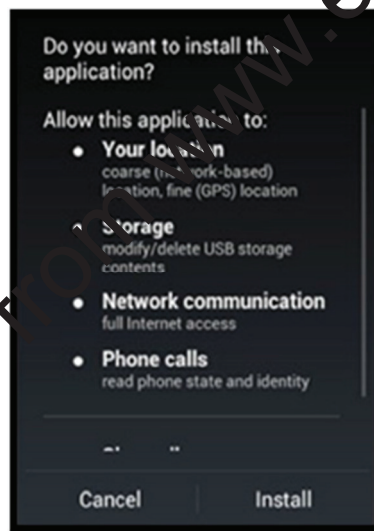 Do you want to install this
application?
Allow this application to:
• Your location
coarse (network-based)
location, fine (GPS) location
• Storage
modify/delete USB storage
contents
• Network communication
full Internet access
• Phone calls
read phone state and identity
Cancel
Install
from www.e